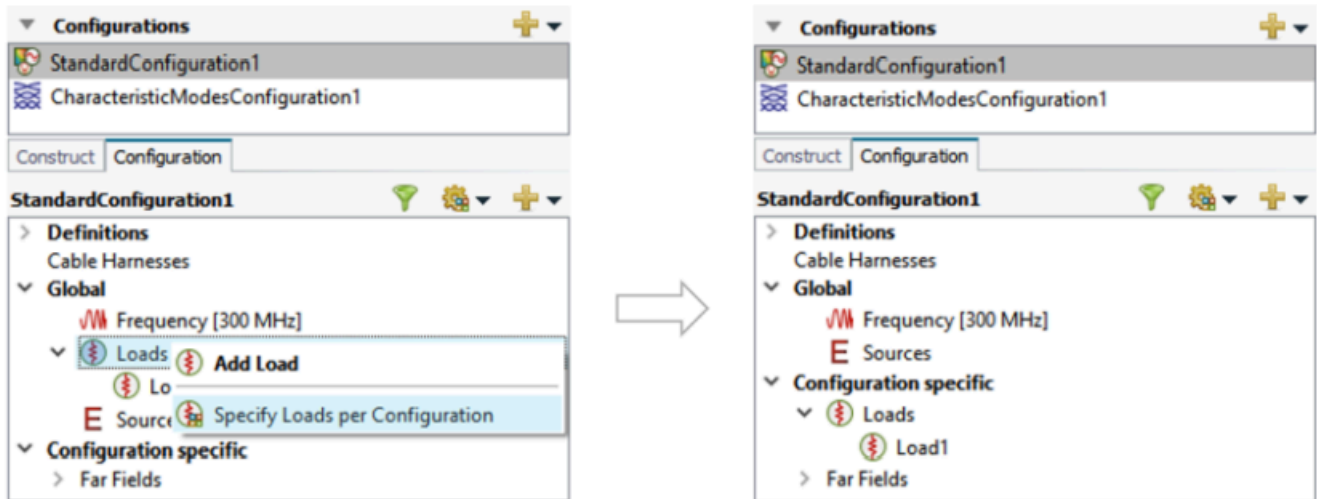 Configurations
StandardConfiguration1
CharacteristicModesConfiguration1
Construct Configuration
StandardConfiguration1
Definitions
Cable Harnesses
Global
Frequency [300 MHz]
Loads
Add Load
Specify Loads per Configuration
Configuration specific
Far Fields
Configurations
StandardConfiguration1
CharacteristicModesConfiguration1
Construct Configuration
StandardConfiguration1
Definitions
Cable Harnesses
Global
Frequency [300 MHz]
E Sources
Configuration specific
Loads
Load1
Far Fields